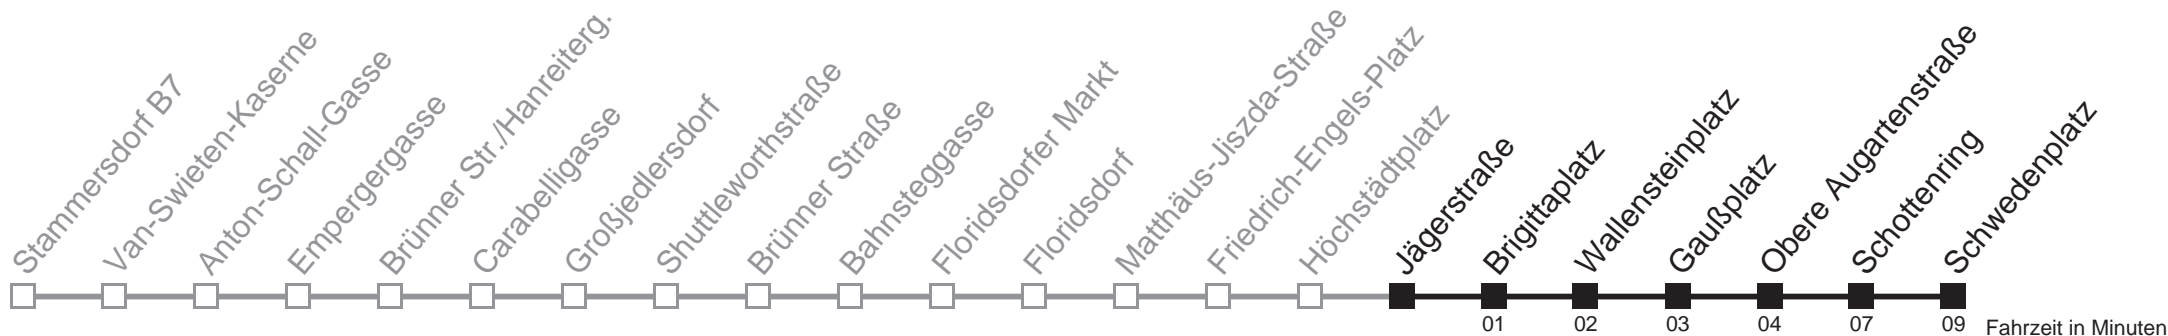 Stammersdorf B7
Van-Swieten-Kaserne
Anton-Schall-Gasse
Empergergasse
Brünner Str./Hanreiterg.
Carabelligasse
Großjedlersdorf
Shuttleworthstraße
Brünner Straße
Bahnsteggasse
Floridsdorfer Markt
Floridsdorf
Matthäus-Jiszda-Straße
Friedrich-Engels-Platz
Höchstädtplatz
Jägerstraße
Brigittaplatz
Wallensteinplatz
Gaußplatz
Obere Augartenstraße
Schottenring
Schwedenplatz
01 02 03 04 07 09 Fahrzeit in Minuten